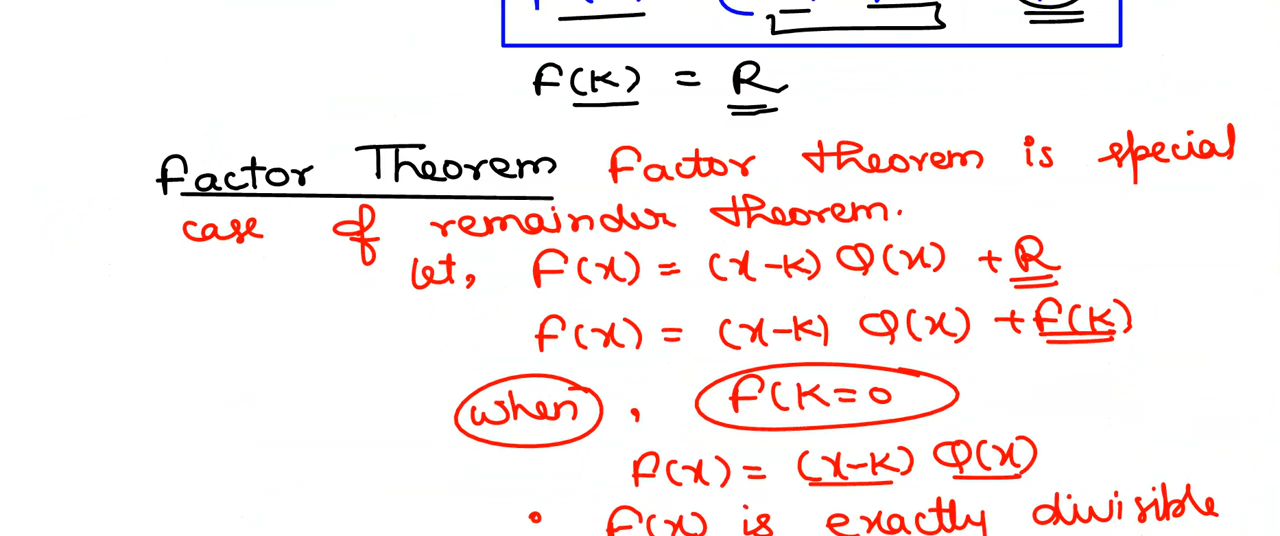 f(K) = R
factor Theorem Factor theorem is special
case of remainder theorem.
let, f(x) = (x-K) Q(x) + R
f(x) = (x-K) Q(x) + f(K)
when, f(K=0
f(x) = (x-K) Q(x)
• f(x) is exactly divisible